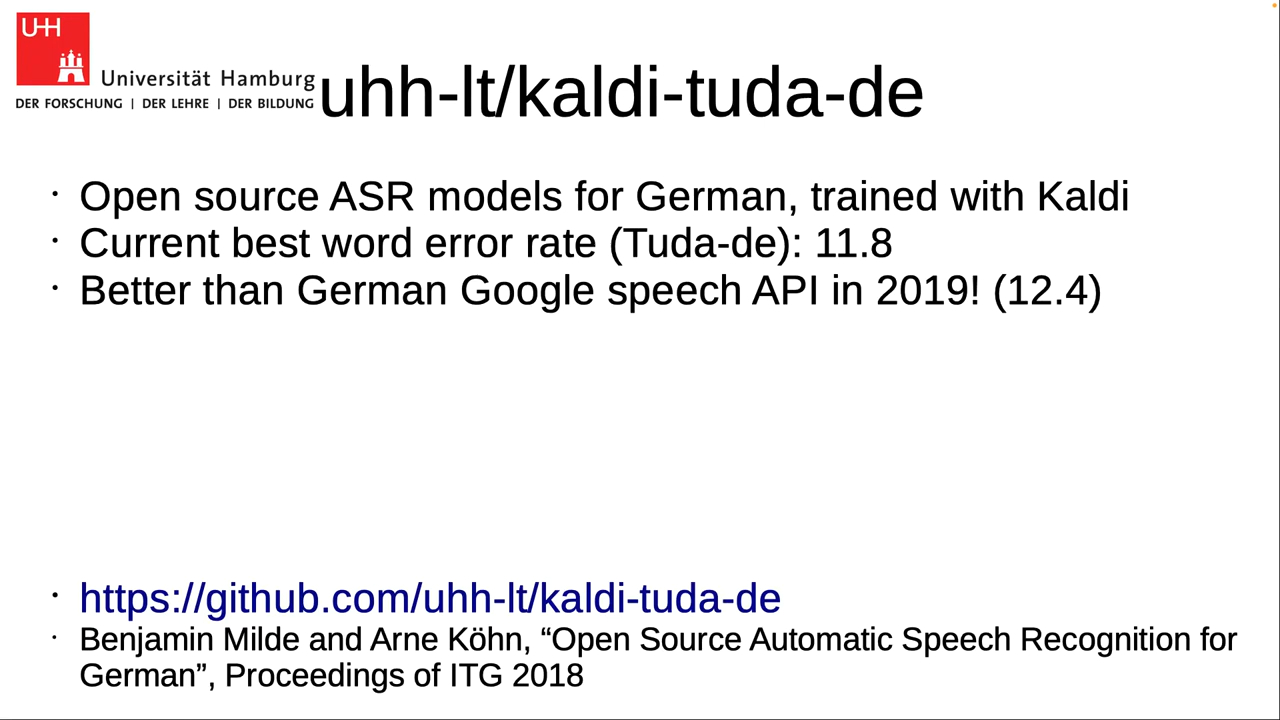 UHH
Universität Hamburg
DER FORSCHUNG | DER LEHRE | DER BILDUNG
uhh-lt/kaldi-tuda-de
• Open source ASR models for German, trained with Kaldi
• Current best word error rate (Tuda-de): 11.8
• Better than German Google speech API in 2019! (12.4)
• https://github.com/uhh-lt/kaldi-tuda-de
• Benjamin Milde and Arne Köhn, “Open Source Automatic Speech Recognition for
German”, Proceedings of ITG 2018